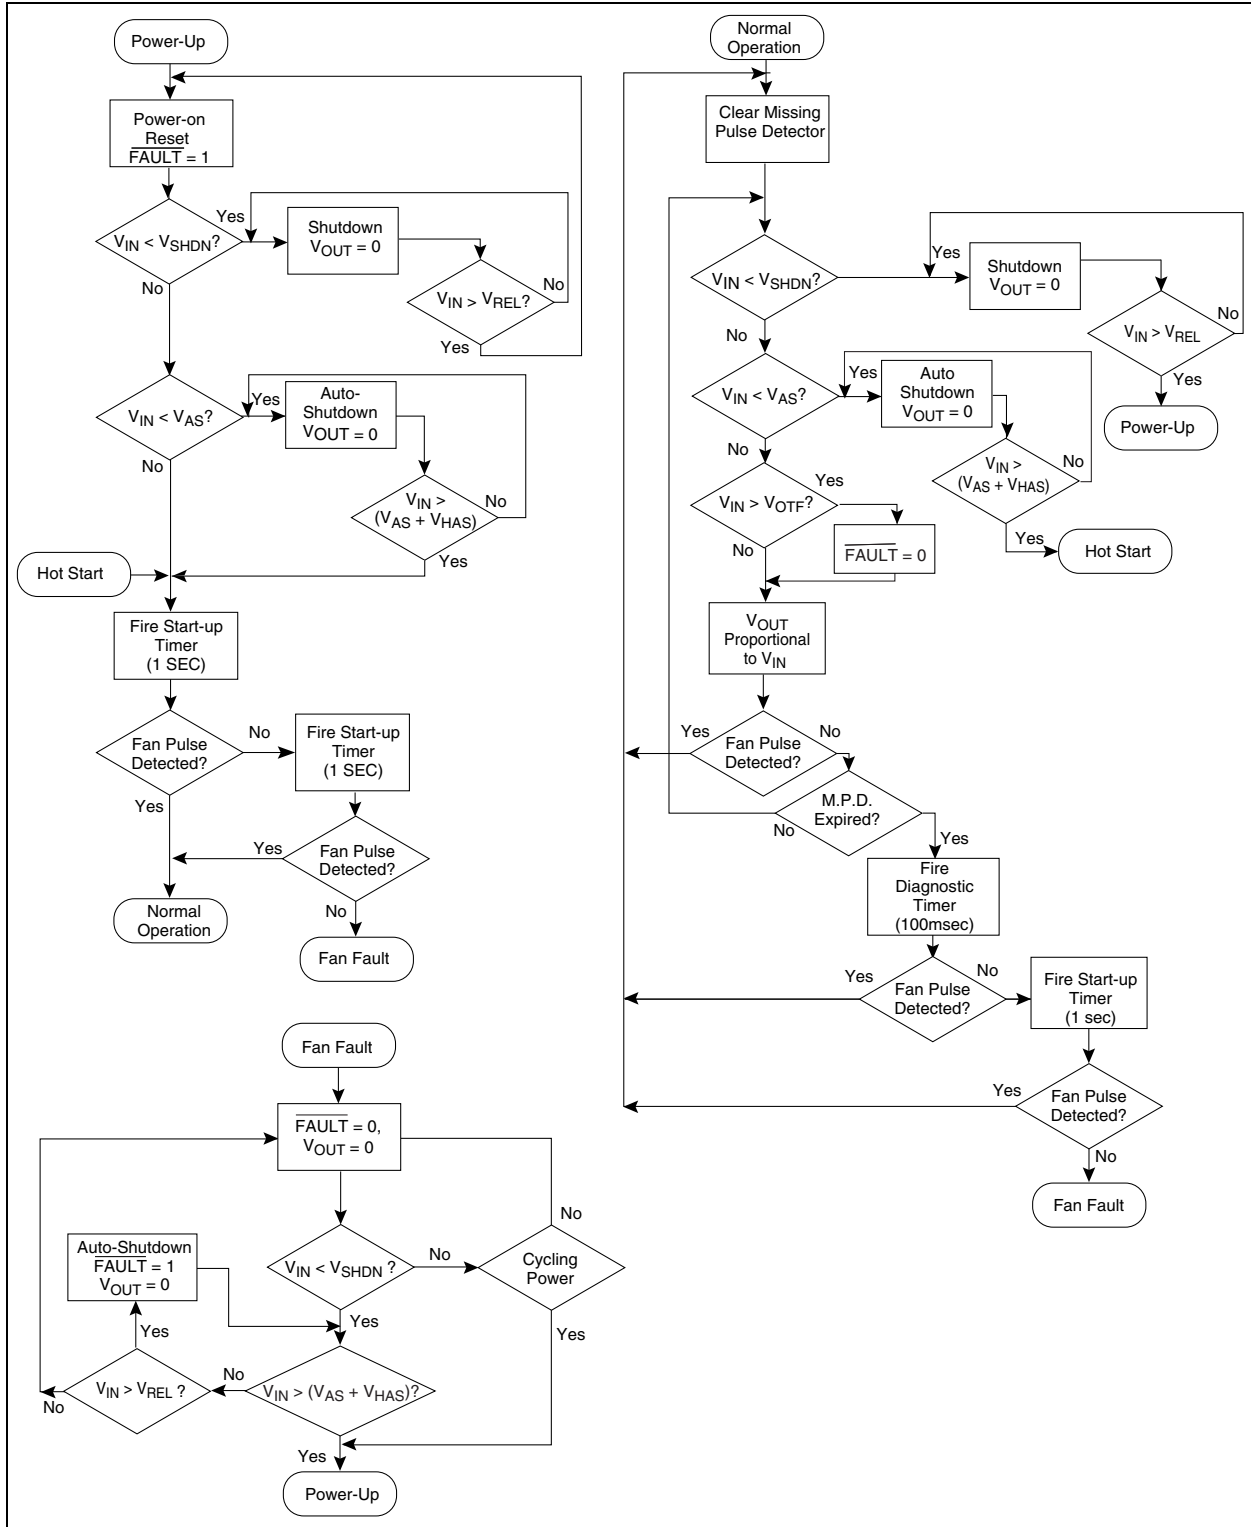 Power-Up
Power-on
Reset
F̅A̅U̅L̅T̅ = 1
VIN < VSHDN?
Yes
No
Shutdown
VOUT = 0
VIN > VREL?
No
Yes
VIN < VAS?
Yes
No
Auto-
Shutdown
VOUT = 0
VIN >
(VAS + VHAS)
No
Yes
Hot Start
Fire Start-up
Timer
(1 SEC)
Fan Pulse
Detected?
No
Yes
Fire Start-up
Timer
(1 SEC)
Fan Pulse
Detected?
Yes
No
Normal
Operation
Fan Fault
Fan Fault
F̅A̅U̅L̅T̅ = 0,
VOUT = 0
VIN < VSHDN ?
No
Yes
Cycling
Power
No
Yes
Auto-Shutdown
F̅A̅U̅L̅T̅ = 1
VOUT = 0
Yes
VIN > VREL ?
No
No
VIN > (VAS + VHAS)?
Yes
Power-Up
Normal
Operation
Clear Missing
Pulse Detector
VIN < VSHDN?
Yes
No
Shutdown
VOUT = 0
VIN > VREL
No
Yes
Power-Up
VIN < VAS?
Yes
No
Auto
Shutdown
VOUT = 0
VIN >
(VAS + VHAS)
No
Yes
Hot Start
VIN > VOTF?
Yes
No
F̅A̅U̅L̅T̅ = 0
VOUT
Proportional
to VIN
Fan Pulse
Detected?
Yes
No
M.P.D.
Expired?
No
Yes
Fire
Diagnostic
Timer
(100msec)
Fan Pulse
Detected?
Yes
No
Fire Start-up
Timer
(1 sec)
Fan Pulse
Detected?
Yes
No
Fan Fault